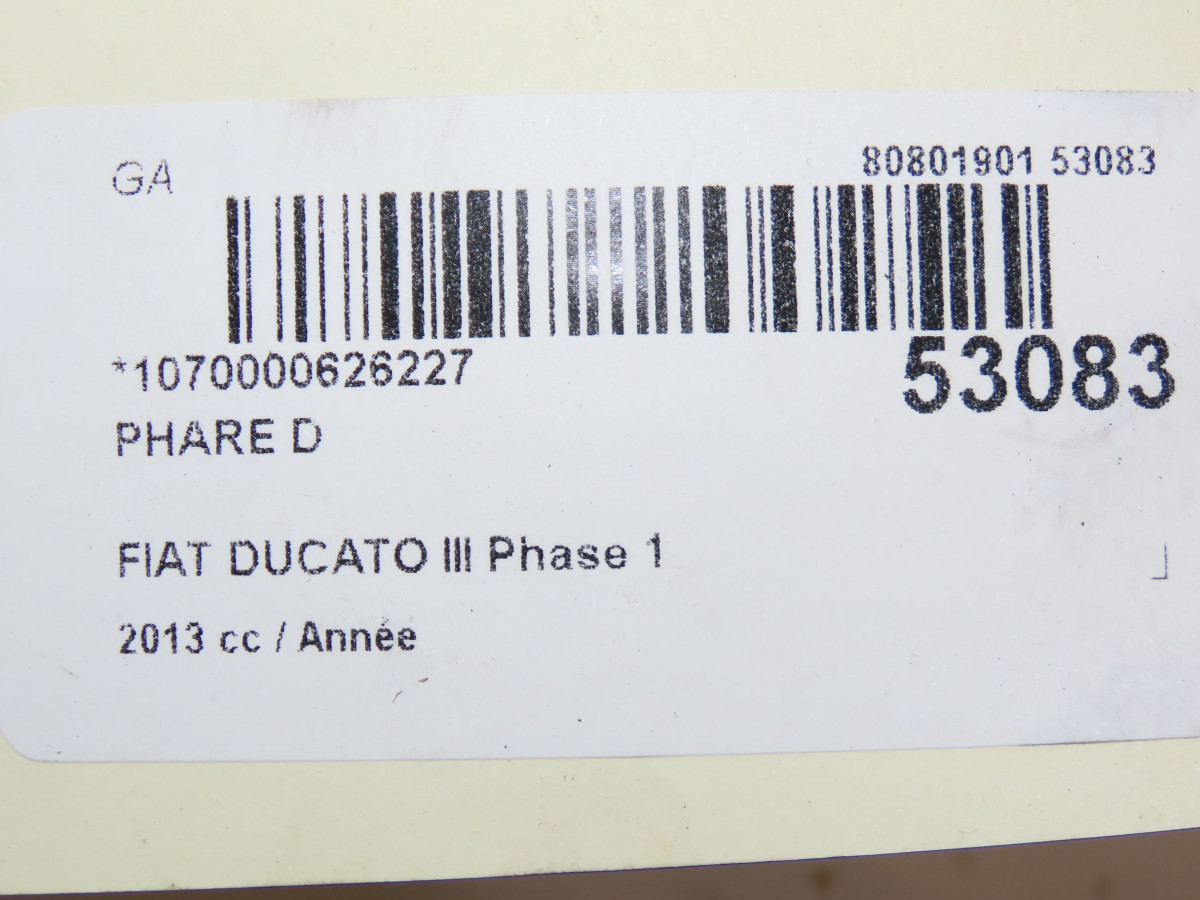 GA
80801901 53083
*1070000626227
53083
PHARE D
FIAT DUCATO III Phase 1
2013 cc / Année